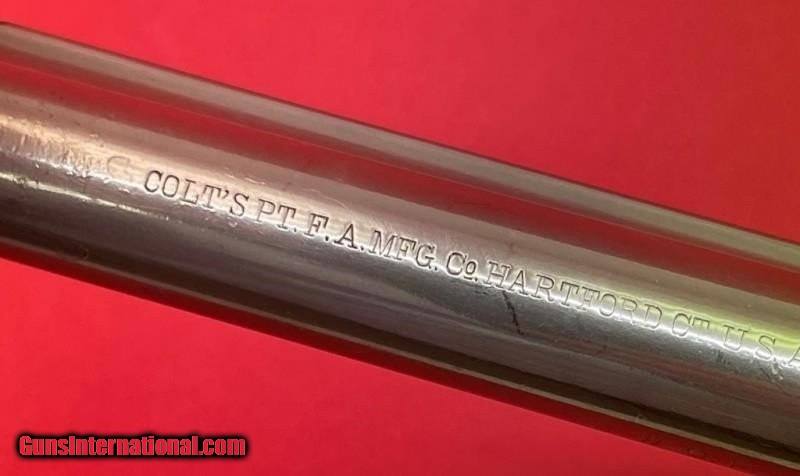 COLT'S PT. F. A. MFG. Co. HARTFORD CT. U.S.A
GunsInternational.com